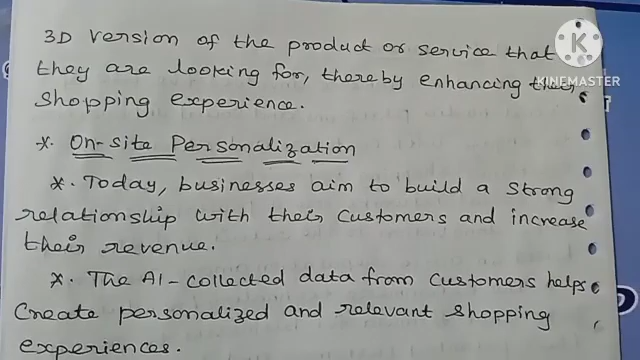 3D version of the product or service that
they are looking for, thereby enhancing their
shopping experience.
*. On-site Personalization
*. Today, businesses aim to build a strong
relationship with their customers and increase
their revenue.
*. The AI-collected data from customers helps
create personalized and relevant shopping
experiences.
K
KINEMASTER